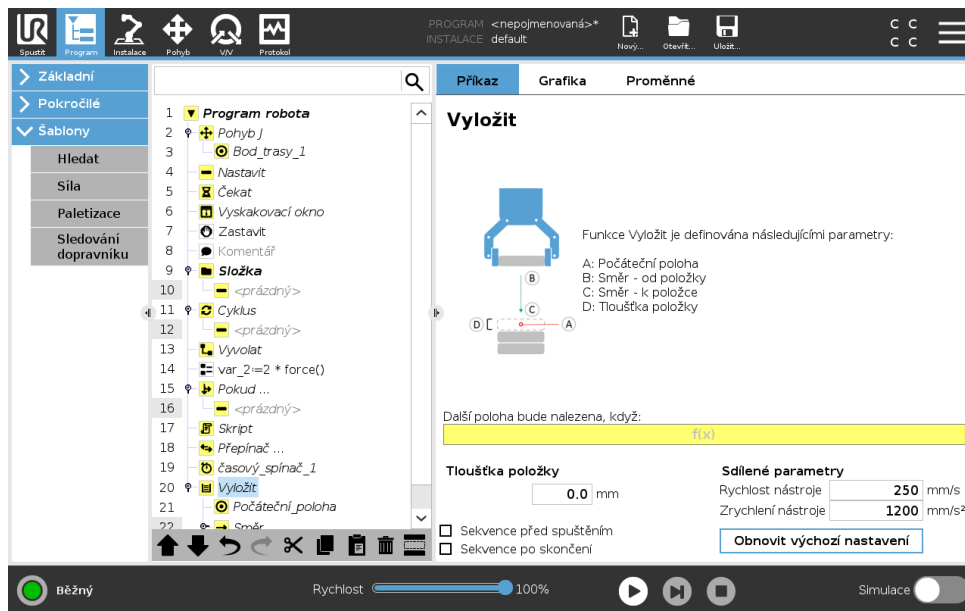 PROGRAM <nepojmenovaná>*
INSTALACE default
Spustit
Program
Instalace
Pohyb
V/V
Protokol
Nový...
Otevřít...
Uložit...
C C
C C
Základní
Pokročilé
Šablony
Hledat
Síla
Paletizace
Sledování
dopravníku
1 Program robota
2 Pohyb J
3 Bod_trasy_1
4 Nastavit
5 Čekat
6 Vyskakovací okno
7 Zastavit
8 Komentář
9 Složka
10 <prázdný>
11 Cyklus
12 <prázdný>
13 Vyvolat
14 var_2≔2 * force()
15 Pokud ...
16 <prázdný>
17 Skript
18 Přepínač ...
19 časový_spínač_1
20 Vyložit
21 Počáteční_poloha
22 Směr
Příkaz
Grafika
Proměnné
Vyložit
B
C
D
A
Funkce Vyložit je definována následujícími parametry:
A: Počáteční poloha
B: Směr - od položky
C: Směr - k položce
D: Tloušťka položky
Další poloha bude nalezena, když:
f(x)
Tloušťka položky
0.0 mm
Sekvence před spuštěním
Sekvence po skončení
Sdílené parametry
Rychlost nástroje 250 mm/s
Zrychlení nástroje 1200 mm/s²
Obnovit výchozí nastavení
Běžný
Rychlost 100%
Simulace